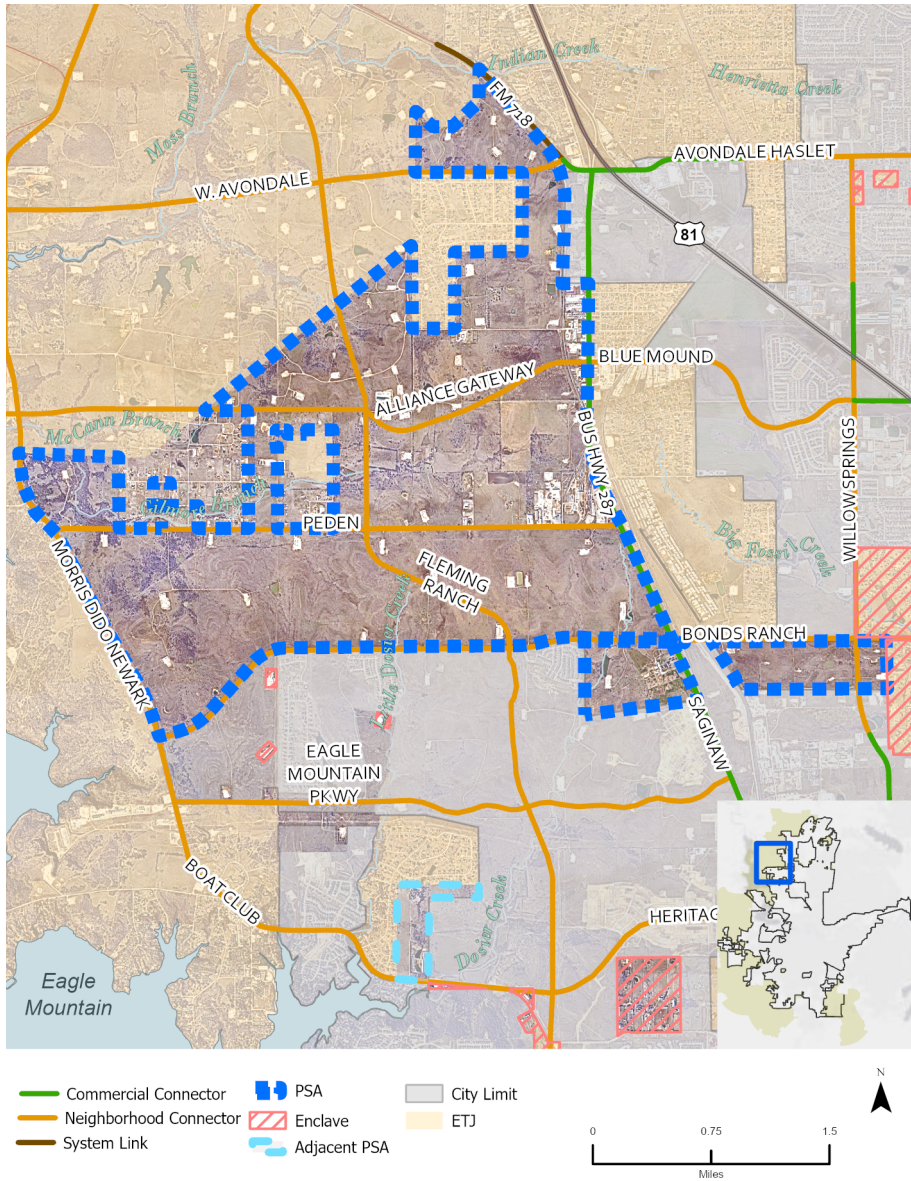 Indian Creek
Henrietta Creek
Moss Branch
FM 718
AVONDALE HASLET
W. AVONDALE
81
BLUE MOUND
ALLIANCE GATEWAY
McCann Branch
BUS HWY 287
WILLOW SPRINGS
PEDEN
Big Fossil Creek
FLEMING
RANCH
MORRIS DIDO NEWARK
Little Dosier Creek
BONDS RANCH
SAGINAW
EAGLE
MOUNTAIN
PKWY
BOAT CLUB
Dosier Creek
HERITAG
Eagle
Mountain
Commercial Connector
Neighborhood Connector
System Link
PSA
Enclave
Adjacent PSA
City Limit
ETJ
N
0 0.75 1.5
Miles